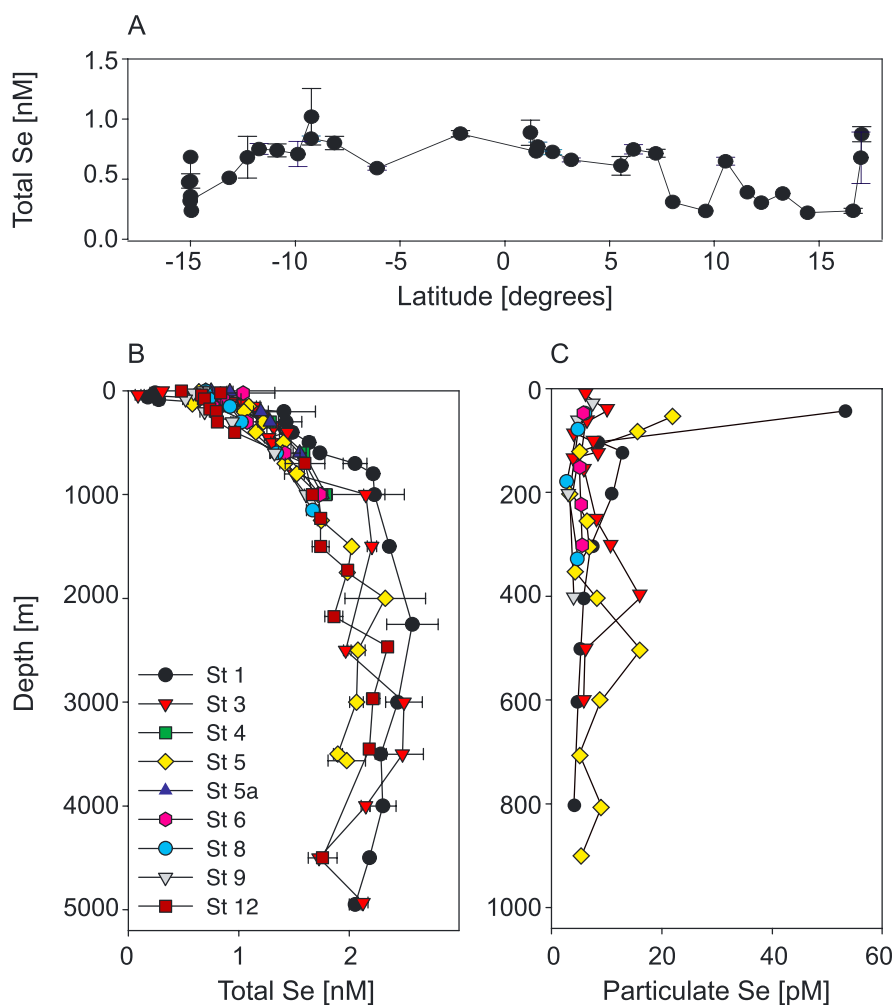 A
1.5
1.0
0.5
0.0
Total Se [nM]
-15 -10 -5 0 5 10 15
Latitude [degrees]
B
0
1000
2000
3000
4000
5000
Depth [m]
St 1
St 3
St 4
St 5
St 5a
St 6
St 8
St 9
St 12
0 1 2
Total Se [nM]
C
0
200
400
600
800
1000
0 20 40 60
Particulate Se [pM]